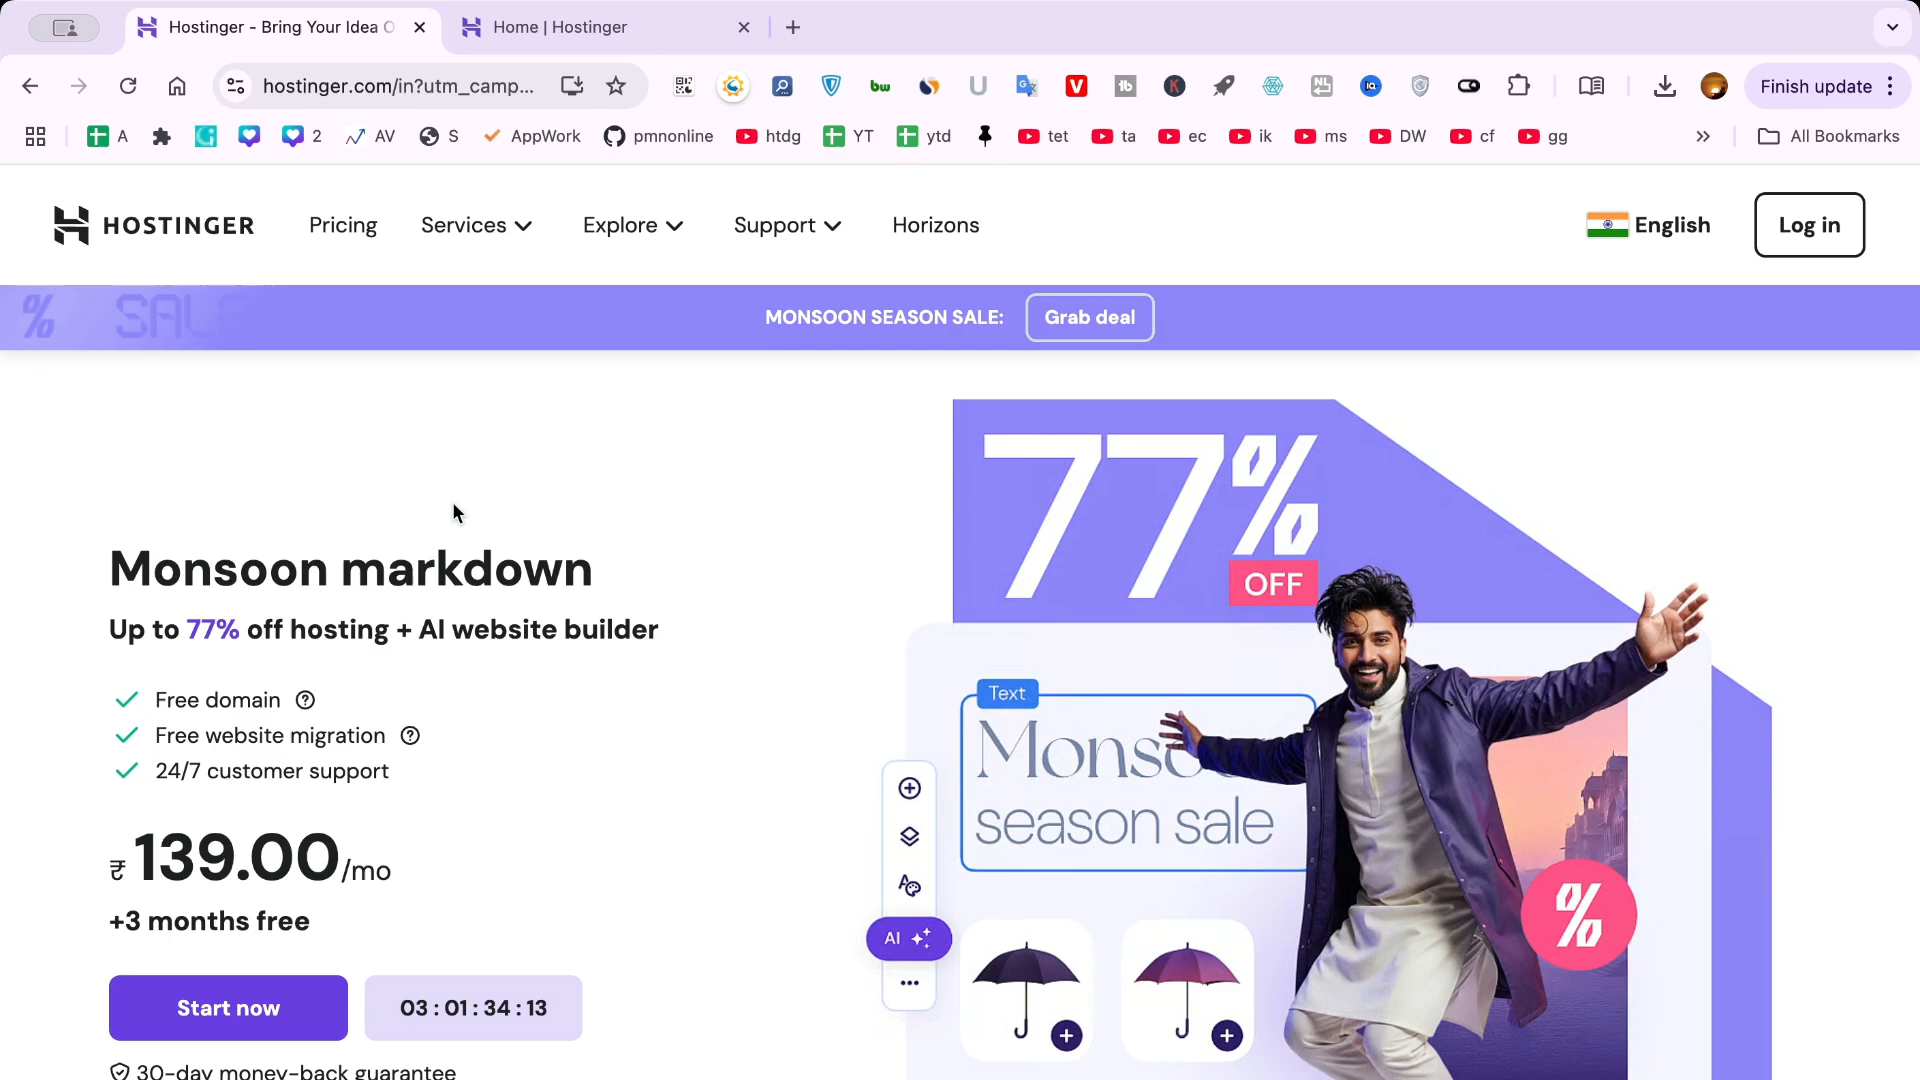 Hostinger - Bring Your Idea O
Home | Hostinger
hostinger.com/in?utm_camp...
Finish update
A
2
AV
S
AppWork
pmnonline
htdg
YT
ytd
tet
ta
ec
ik
ms
DW
cf
gg
All Bookmarks
HOSTINGER
Pricing
Services
Explore
Support
Horizons
English
Log in
% SALE
MONSOON SEASON SALE:
Grab deal
77%
OFF
Monsoon markdown
Up to 77% off hosting + AI website builder
Free domain
Free website migration
24/7 customer support
₹ 139.00/mo
+3 months free
Start now
03 : 01 : 34 : 13
30-day money-back guarantee
Text
season sale
AI
%